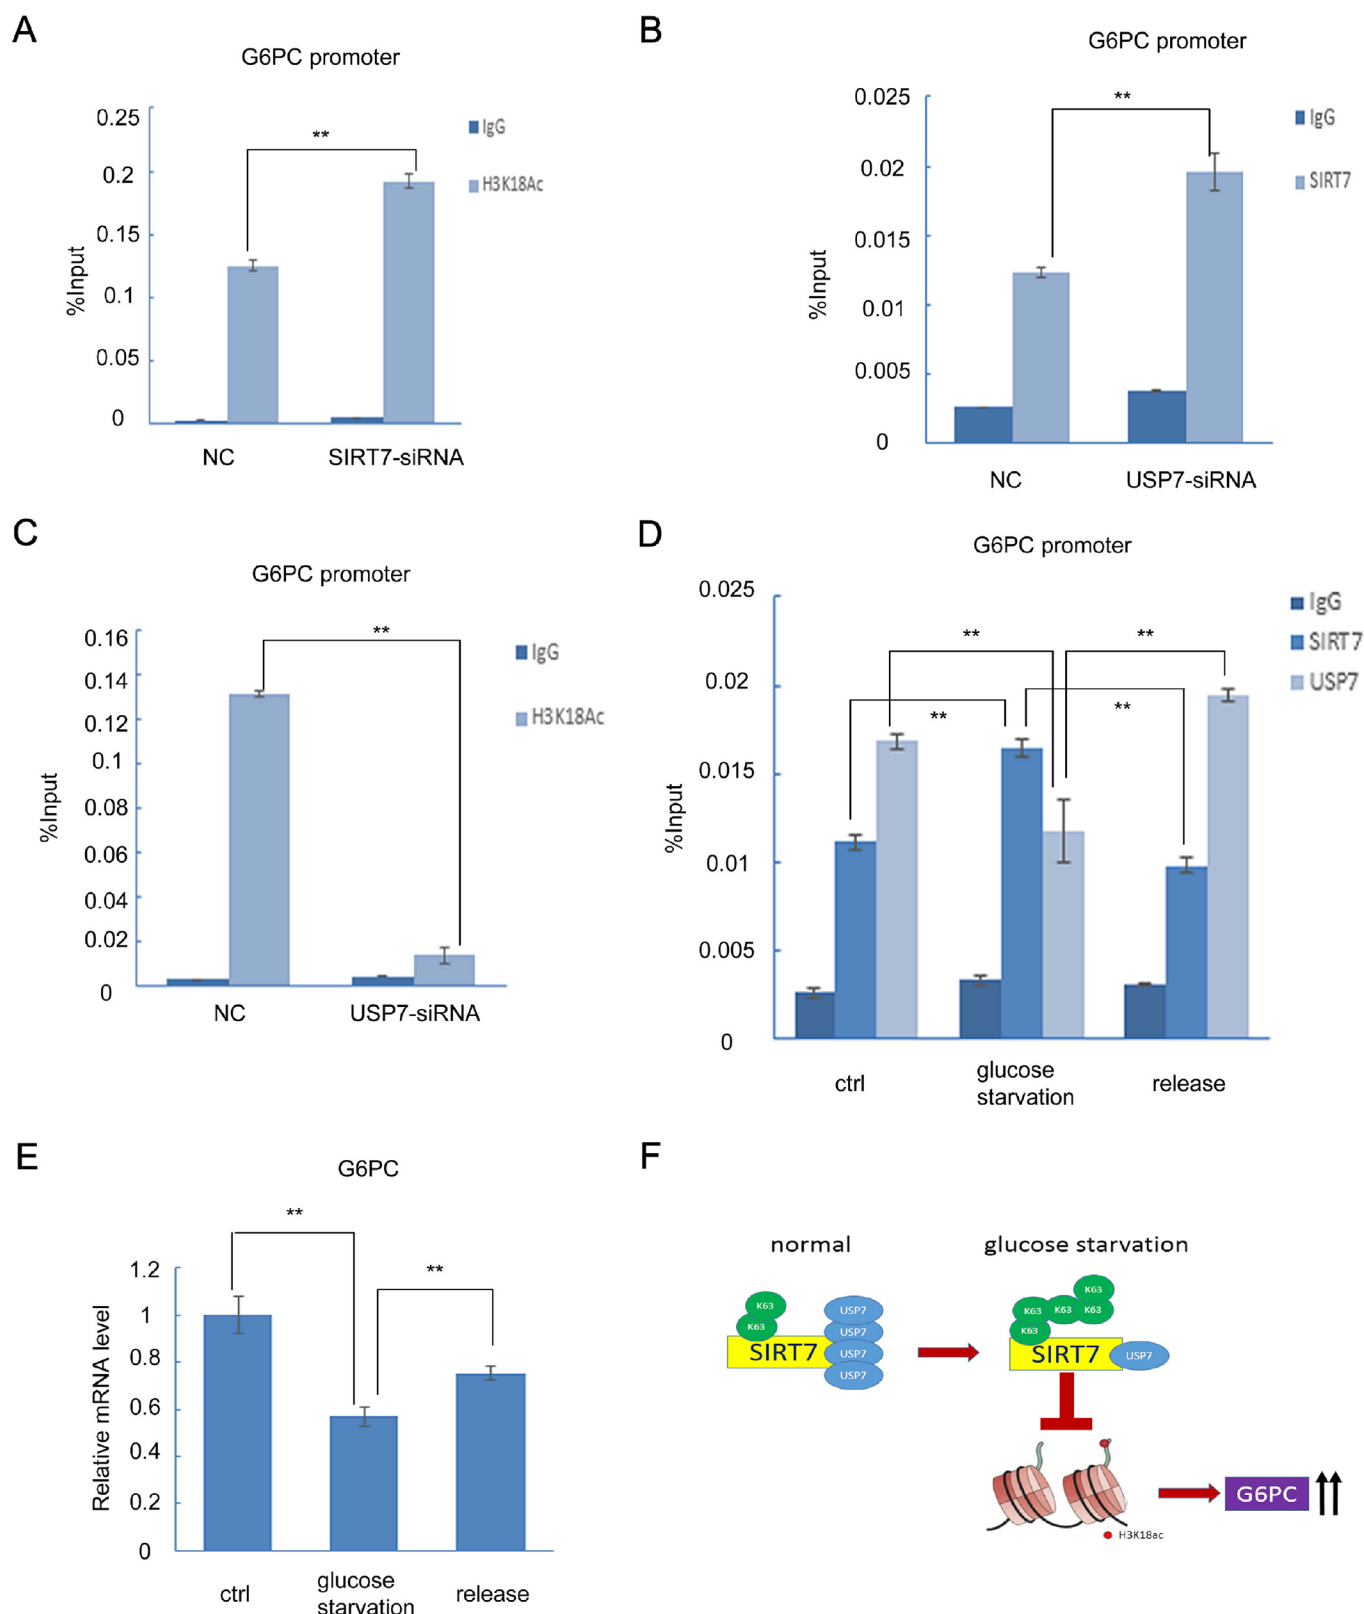 A
G6PC promoter
0.25
0.2
0.15
0.1
0.05
0
%Input
**
IgG
H3K18Ac
NC
SIRT7-siRNA
B
G6PC promoter
0.025
0.02
0.015
0.01
0.005
0
%Input
**
IgG
SIRT7
NC
USP7-siRNA
C
G6PC promoter
0.16
0.14
0.12
0.1
0.08
0.06
0.04
0.02
0
%Input
**
IgG
H3K18Ac
NC
USP7-siRNA
D
G6PC promoter
0.025
0.02
0.015
0.01
0.005
0
%Input
**
**
**
**
IgG
SIRT7
USP7
ctrl
glucose
starvation
release
E
G6PC
1.2
1
0.8
0.6
0.4
0.2
0
Relative mRNA level
**
**
ctrl
glucose
starvation
release
F
normal
glucose starvation
K63
K63
SIRT7
USP7
USP7
USP7
USP7
K63
K63
K63
K63
K63
SIRT7
USP7
H3K18ac
G6PC